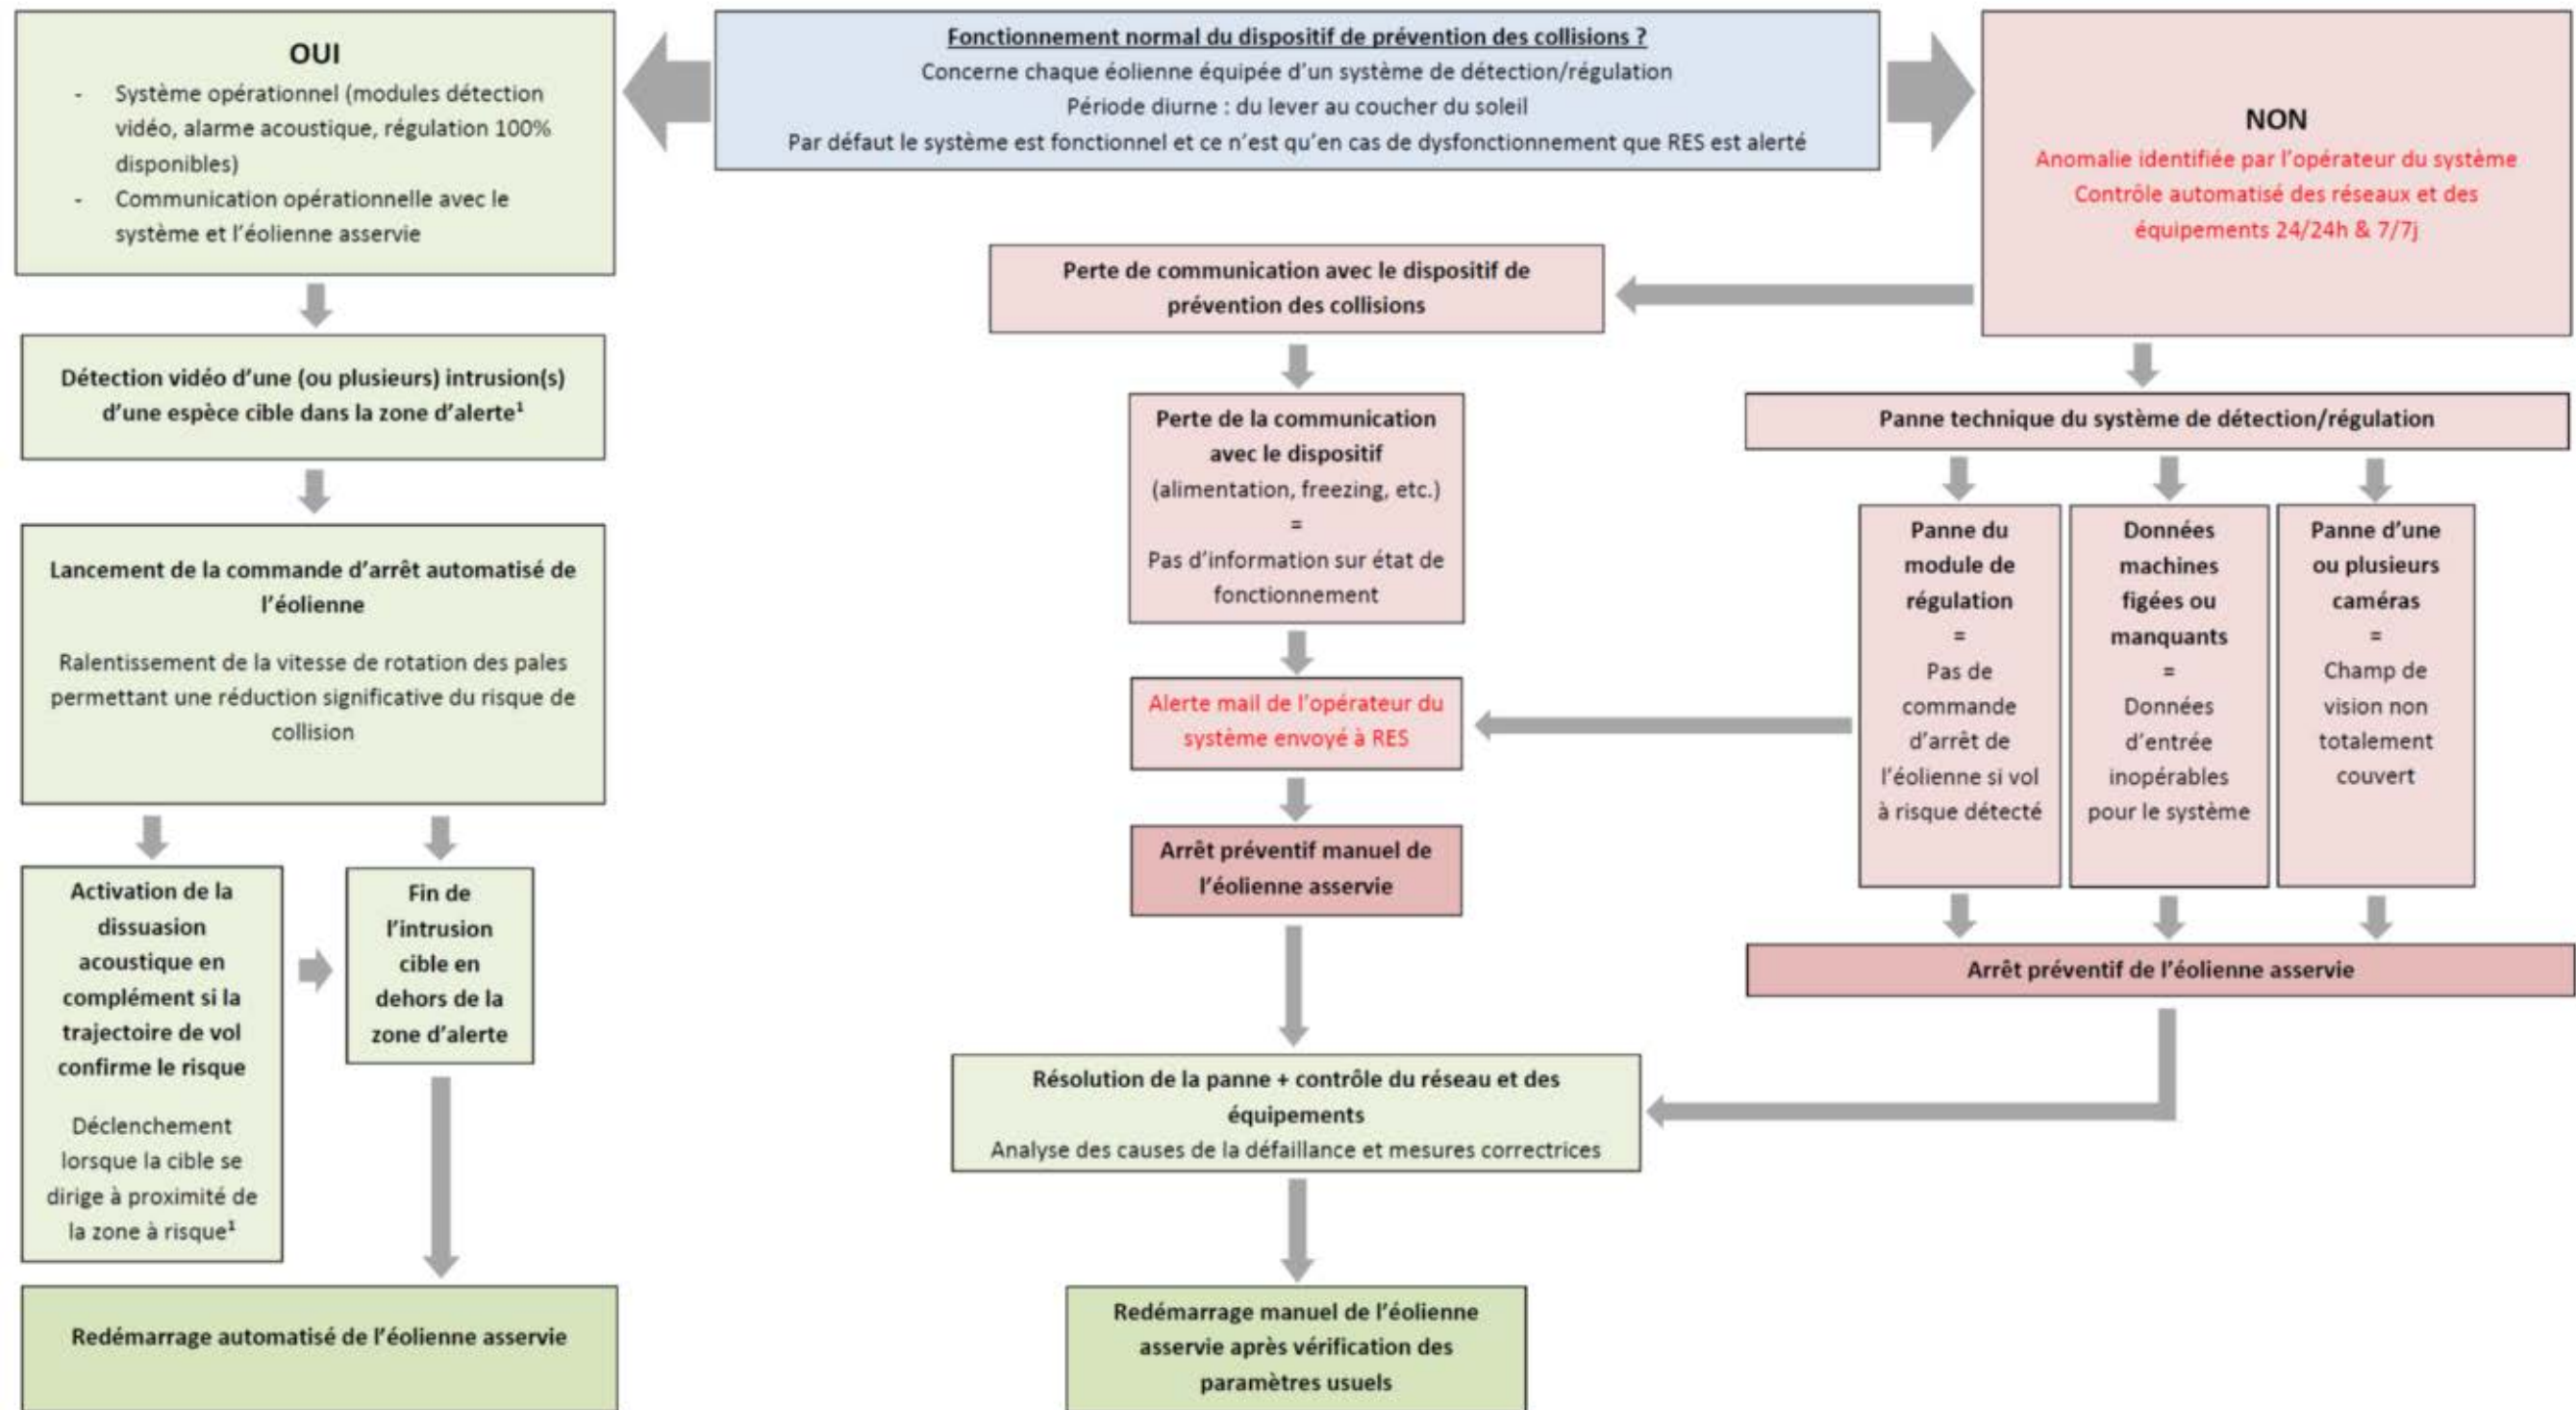 Fonctionnement normal du dispositif de prévention des collisions ?
Concerne chaque éolienne équipée d'un système de détection/régulation
Période diurne : du lever au coucher du soleil
Par défaut le système est fonctionnel et ce n'est qu'en cas de dysfonctionnement que RES est alerté
OUI
- Système opérationnel (modules détection
vidéo, alarme acoustique, régulation 100%
disponibles)
- Communication opérationnelle avec le
système et l'éolienne asservie
Détection vidéo d'une (ou plusieurs) intrusion(s)
d'une espèce cible dans la zone d'alerte¹
Lancement de la commande d'arrêt automatisé de
l'éolienne
Ralentissement de la vitesse de rotation des pales
permettant une réduction significative du risque de
collision
Activation de la
dissuasion
acoustique en
complément si la
trajectoire de vol
confirme le risque
Déclenchement
lorsque la cible se
dirige à proximité de
la zone à risque¹
Fin de
l'intrusion
cible en
dehors de la
zone d'alerte
Redémarrage automatisé de l'éolienne asservie
NON
Anomalie identifiée par l'opérateur du système
Contrôle automatisé des réseaux et des
équipements 24/24h & 7/7j
Perte de communication avec le dispositif de
prévention des collisions
Perte de la communication
avec le dispositif
(alimentation, freezing, etc.)
=
Pas d'information sur état de
fonctionnement
Alerte mail de l'opérateur du
système envoyé à RES
Arrêt préventif manuel de
l'éolienne asservie
Panne technique du système de détection/régulation
Panne du
module de
régulation
=
Pas de
commande
d'arrêt de
l'éolienne si vol
à risque détecté
Données
machines
figées ou
manquants
=
Données
d'entrée
inopérables
pour le système
Panne d'une
ou plusieurs
caméras
=
Champ de
vision non
totalement
couvert
Arrêt préventif de l'éolienne asservie
Résolution de la panne + contrôle du réseau et des
équipements
Analyse des causes de la défaillance et mesures correctrices
Redémarrage manuel de l'éolienne
asservie après vérification des
paramètres usuels